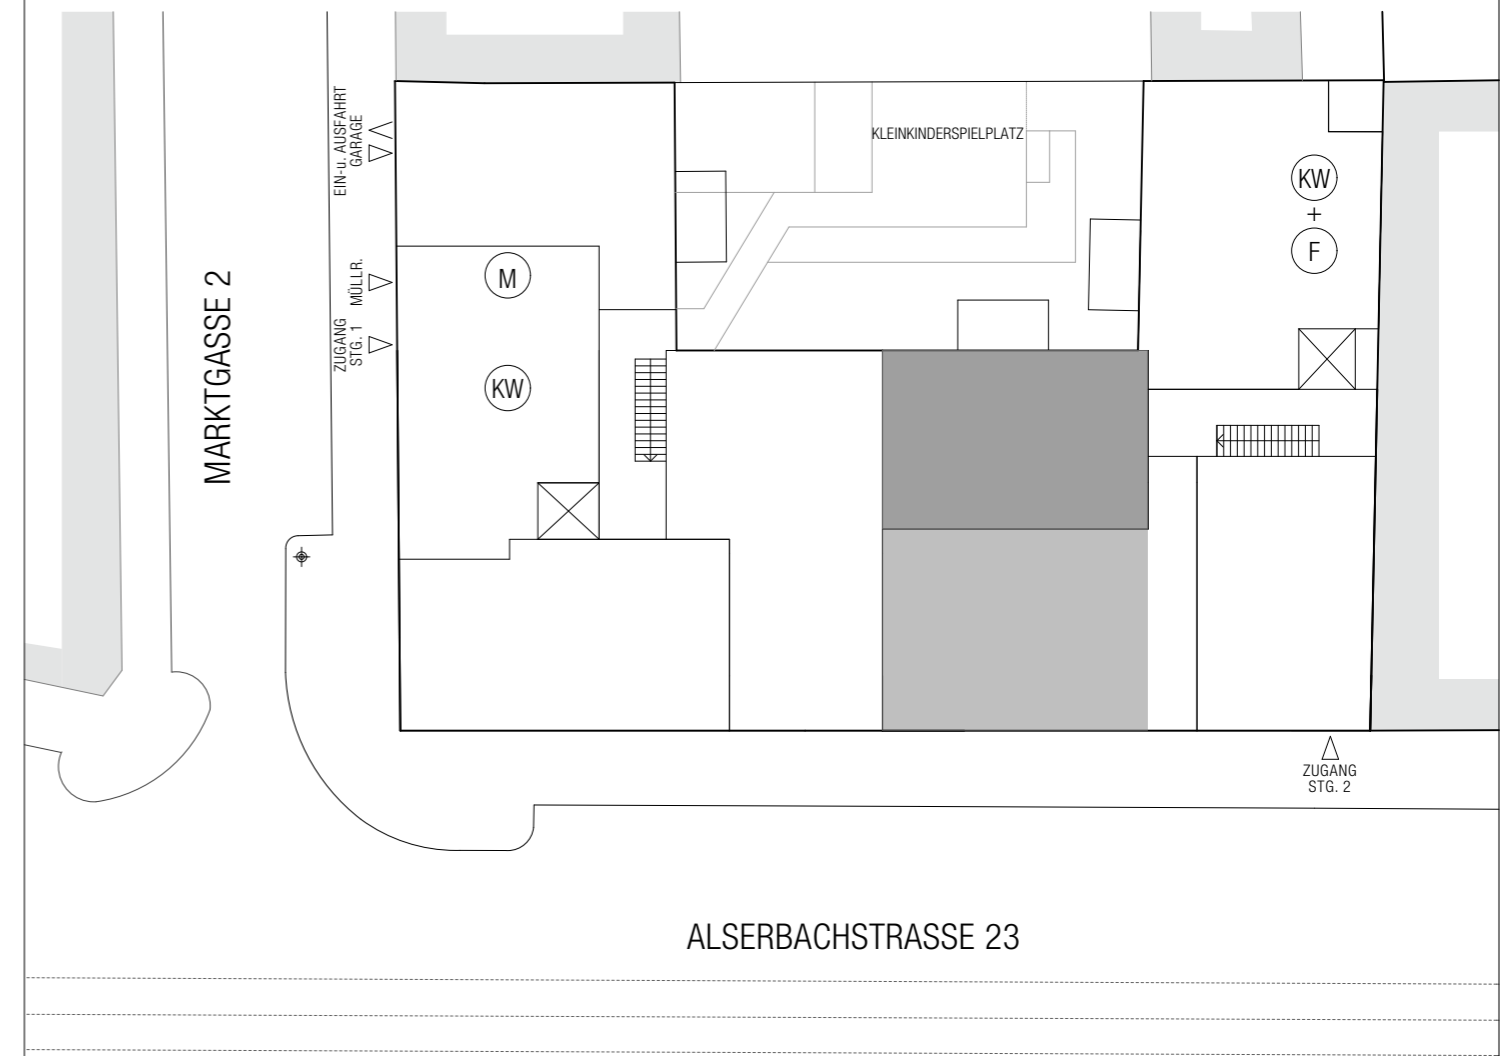 EIN-u. AUSFAHRT
GARAGE
KLEINKINDERSPIELPLATZ
KW
+
F
MÜLLR.
M
MARKTGASSE 2
ZUGANG
STG. 1
KW
ZUGANG
STG. 2
ALSERBACHSTRASSE 23